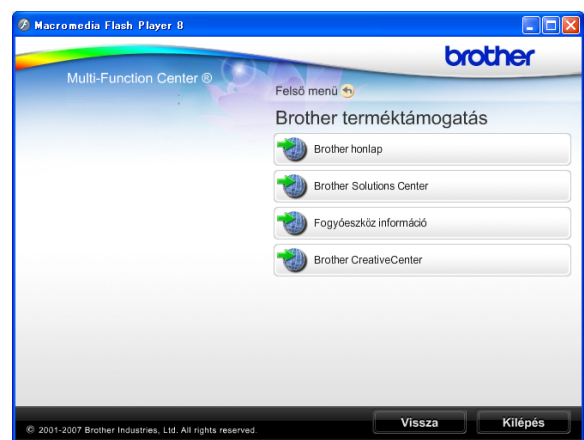 Macromedia Flash Player 8
brother
Multi-Function Center ®
Felső menü
Brother terméktámogatás
Brother honlap
Brother Solutions Center
Fogyóeszköz információ
Brother CreativeCenter
© 2001-2007 Brother Industries, Ltd. All rights reserved.
Vissza
Kilépés